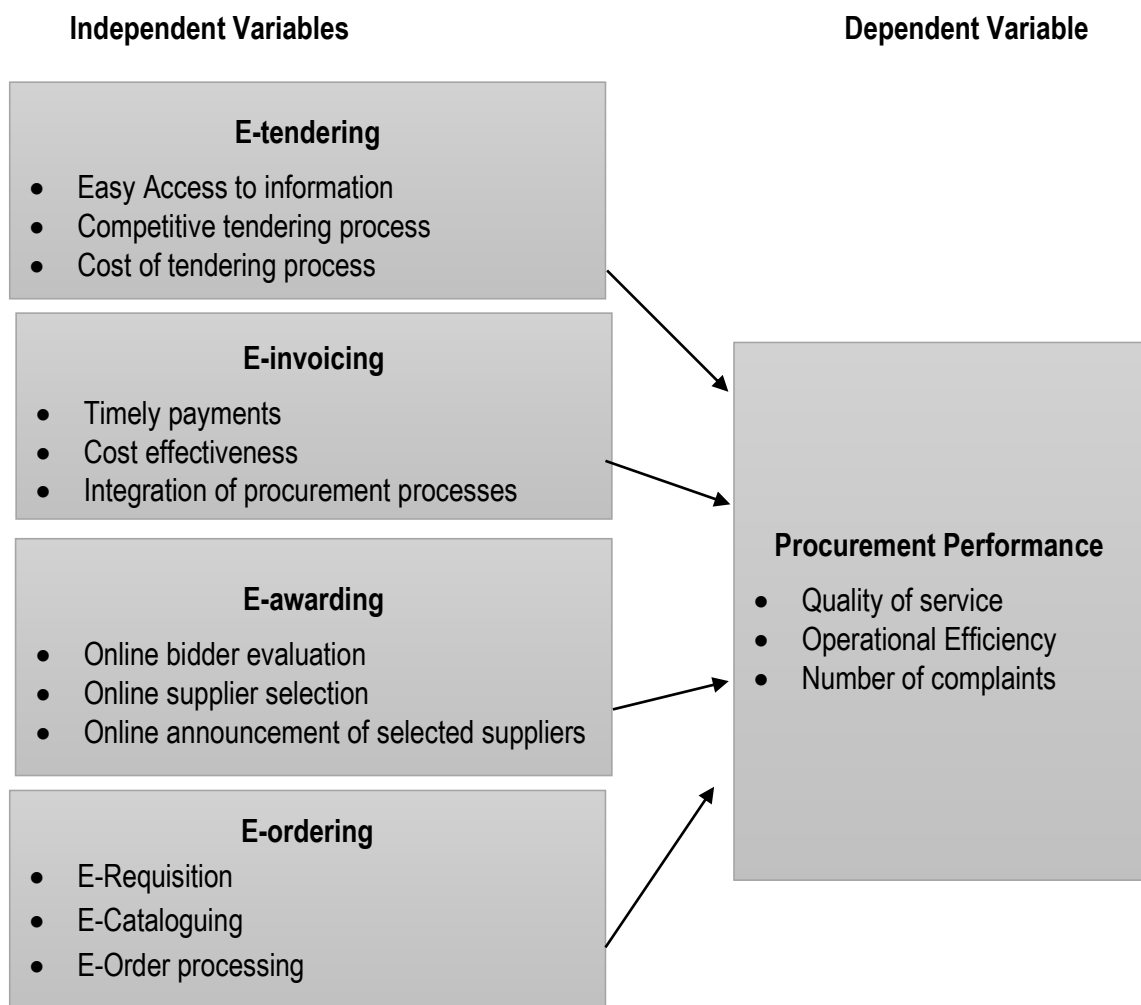 Independent Variables
Dependent Variable
E-tendering
• Easy Access to information
• Competitive tendering process
• Cost of tendering process
E-invoicing
• Timely payments
• Cost effectiveness
• Integration of procurement processes
E-awarding
• Online bidder evaluation
• Online supplier selection
• Online announcement of selected suppliers
E-ordering
• E-Requisition
• E-Cataloguing
• E-Order processing
Procurement Performance
• Quality of service
• Operational Efficiency
• Number of complaints